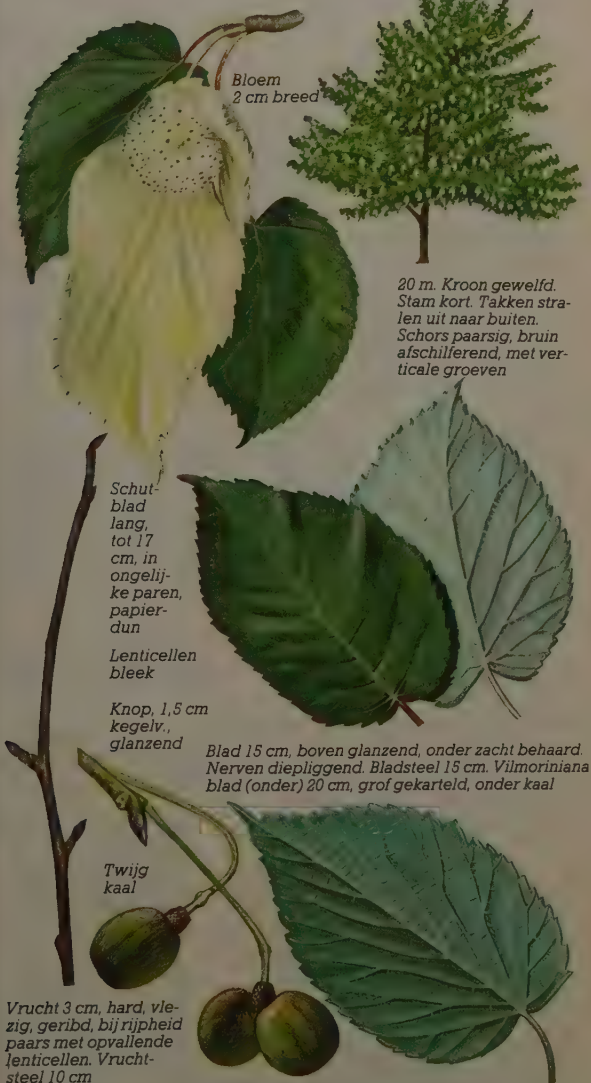 Bloem
2 cm breed
20 m. Kroon gewelfd.
Stam kort. Takken stra-
len uit naar buiten.
Schors paarsig, bruin
afschilferend, met ver-
ticale groeven
Schut-
blad
lang,
tot 17
cm, in
ongelij-
ke paren,
papier-
dun
Lenticellen
bleek
Knop, 1,5 cm
kegelv.,
glanzend
Blad 15 cm, boven glanzend, onder zacht behaard.
Nerven diepliggend. Bladsteel 15 cm. Vilmoriniana
blad (onder) 20 cm, grof gekarteld, onder kaal
Twijg
kaal
Vrucht 3 cm, hard, vle-
zig, geribd, bij rijpheid
paars met opvallende
lenticellen. Vrucht-
steel 10 cm